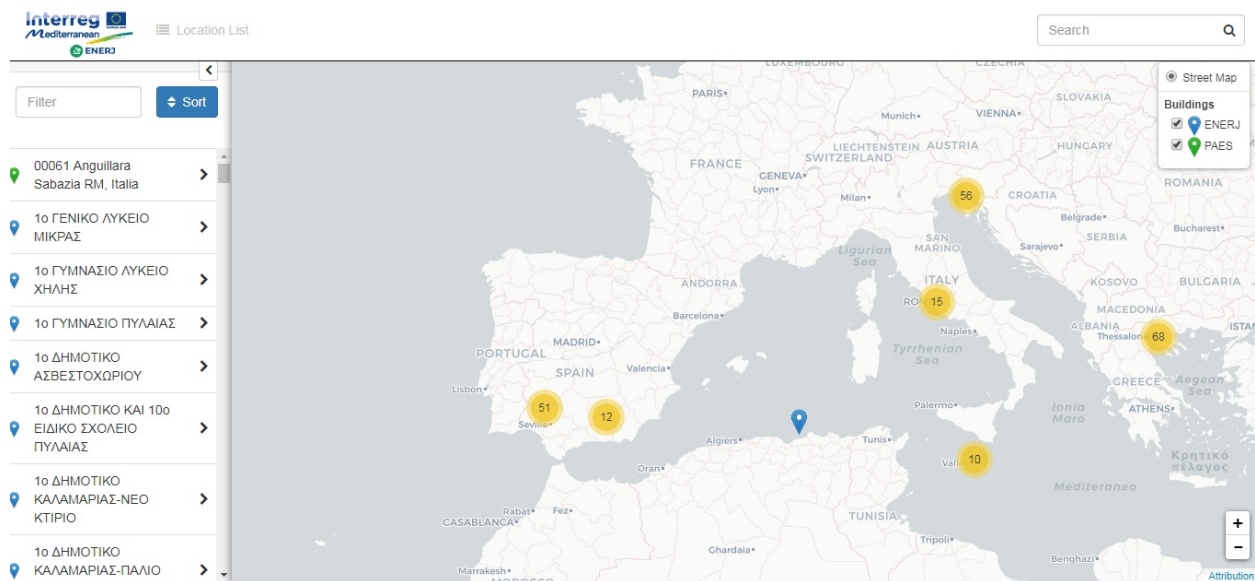 Interreg
Mediterranean
ENERJ
Location List
Search
Filter
Sort
00061 Anguillara
Sabazia RM, Italia
1ο ΓΕΝΙΚΟ ΛΥΚΕΙΟ
ΜΙΚΡΑΣ
1ο ΓΥΜΝΑΣΙΟ ΛΥΚΕΙΟ
ΧΗΛΗΣ
1ο ΓΥΜΝΑΣΙΟ ΠΥΛΑΙΑΣ
1ο ΔΗΜΟΤΙΚΟ
ΑΣΒΕΣΤΟΧΩΡΙΟΥ
1ο ΔΗΜΟΤΙΚΟ ΚΑΙ 10ο
ΕΙΔΙΚΟ ΣΧΟΛΕΙΟ
ΠΥΛΑΙΑΣ
1ο ΔΗΜΟΤΙΚΟ
ΚΑΛΑΜΑΡΙΑΣ-ΝΕΟ
ΚΤΙΡΙΟ
1ο ΔΗΜΟΤΙΚΟ
ΚΑΛΑΜΑΡΙΑΣ-ΠΑΛΙΟ
Street Map
Buildings
ENERJ
PAES
LUXEMBOURG
CZECHIA
PARIS
SLOVAKIA
Munich
VIENNA
LIECHTENSTEIN
AUSTRIA
HUNGARY
SWITZERLAND
FRANCE
GENEVA
Lyon
Milan
56
CROATIA
ROMANIA
Belgrade
SERBIA
Bucharest
SAN
MARINO
Sarajevo
Ligurian
Sea
ITALY
15
ANDORRA
KOSOVO
BULGARIA
Barcelona
MACEDONIA
ALBANIA
68
Naples
MADRID
PORTUGAL
SPAIN
Valencia
Tyrrhenian
Sea
GREECE
Aegean
Sea
Lisbon
51
12
Palermo
Ionia
Maro
ATHENS
Algiers
Tunis
10
Oran
Κρητικό
πέλαγος
Mediteraneo
Rabat
Fez
CASABLANCA
TUNISIA
Tripoli
Ghardaia
Benghazi
Marrakesh
MOROCCO
+
-
Attribution